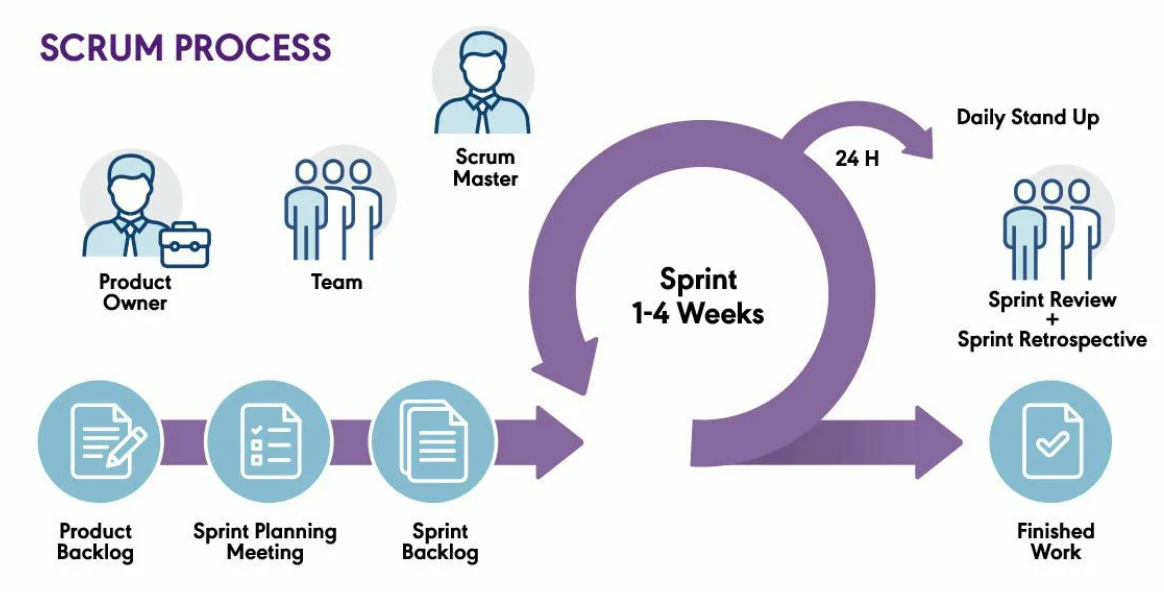 SCRUM PROCESS
Scrum
Master
Daily Stand Up
24 H
Product
Owner
Team
Sprint
1-4 Weeks
Sprint Review
+
Sprint Retrospective
Product
Backlog
Sprint Planning
Meeting
Sprint
Backlog
Finished
Work